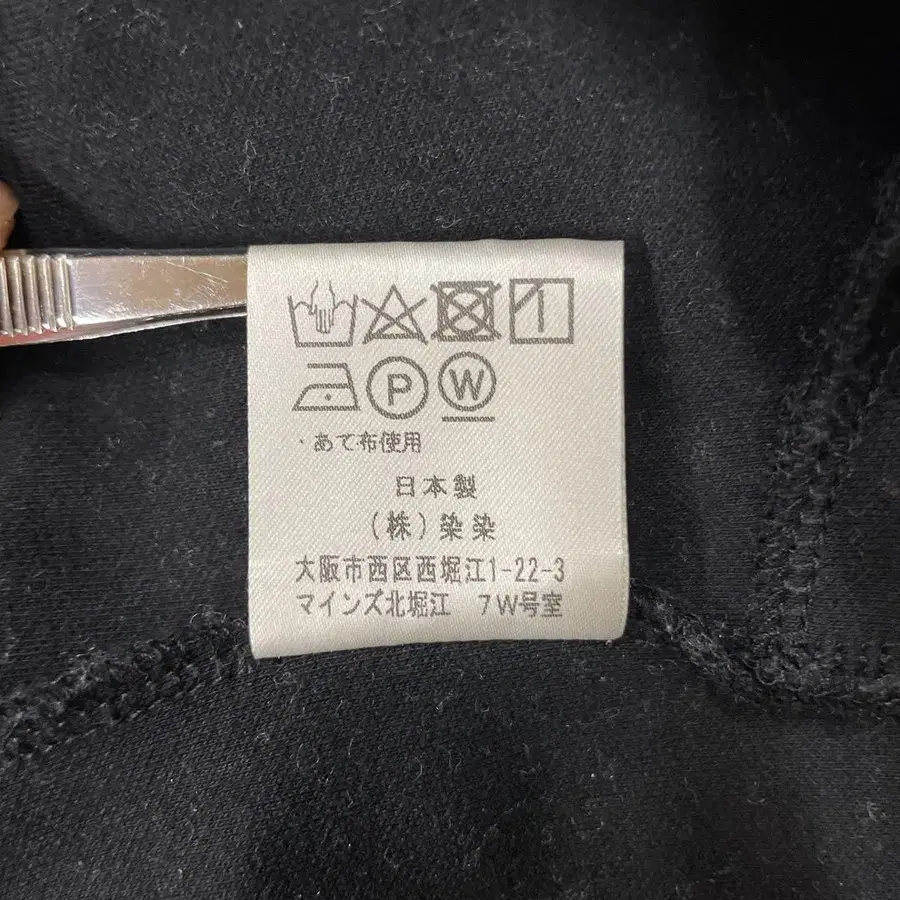 P W
・あて布使用
日本製
(株)染染
大阪市西区西堀江1-22-3
マインズ北堀江 7W号室